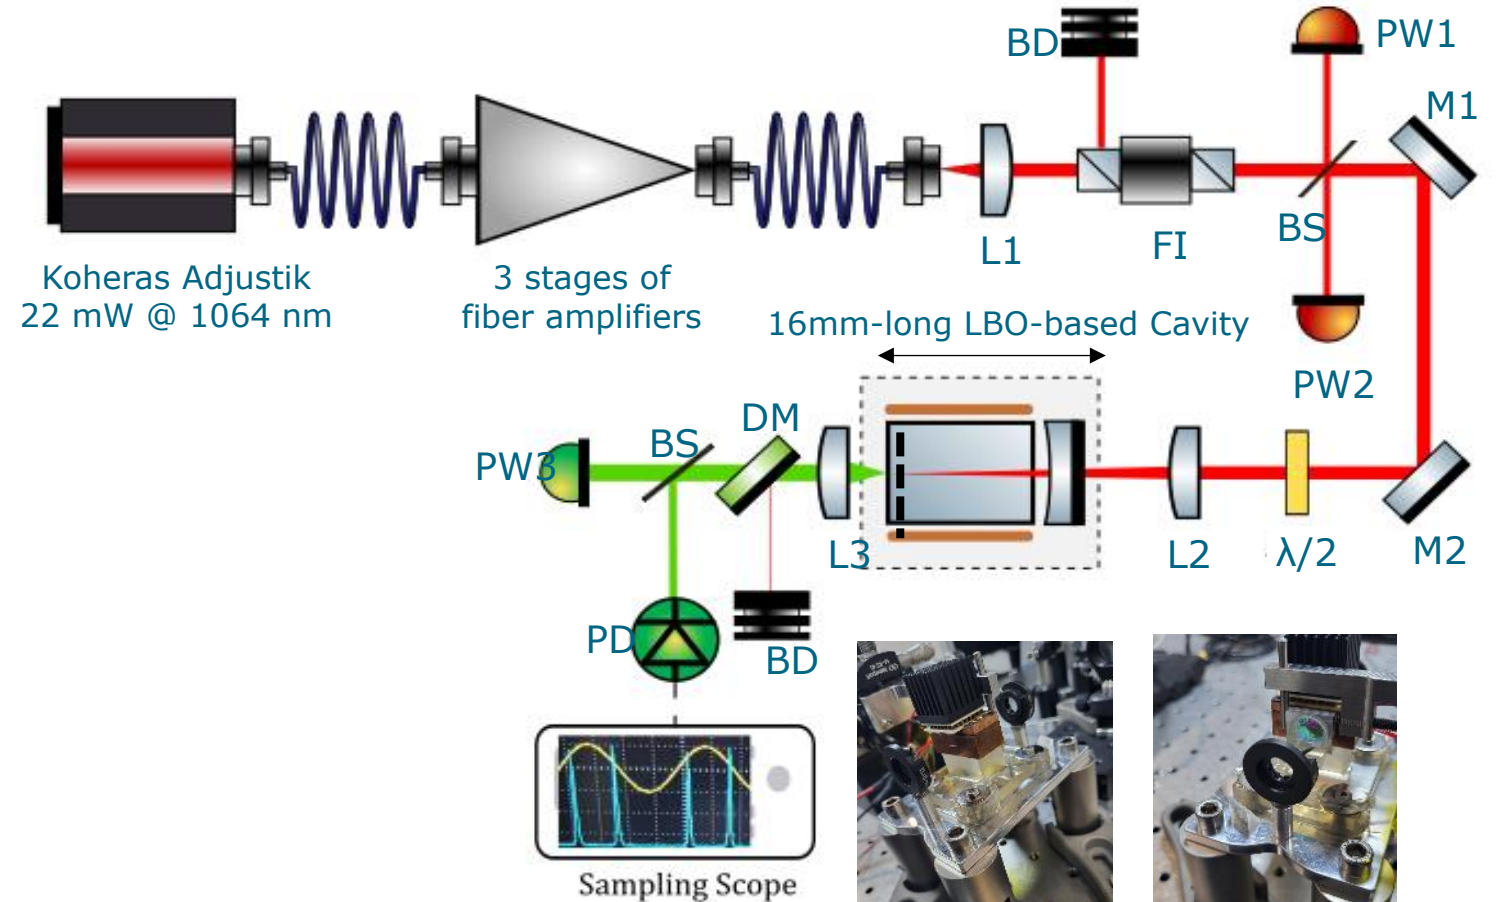 BD
PW1
M1
L1
FI
BS
Koheras Adjustik
22 mW @ 1064 nm
3 stages of
fiber amplifiers
16mm-long LBO-based Cavity
PW2
DM
BS
PW3
L3
L2
λ/2
M2
PD
BD
Sampling Scope